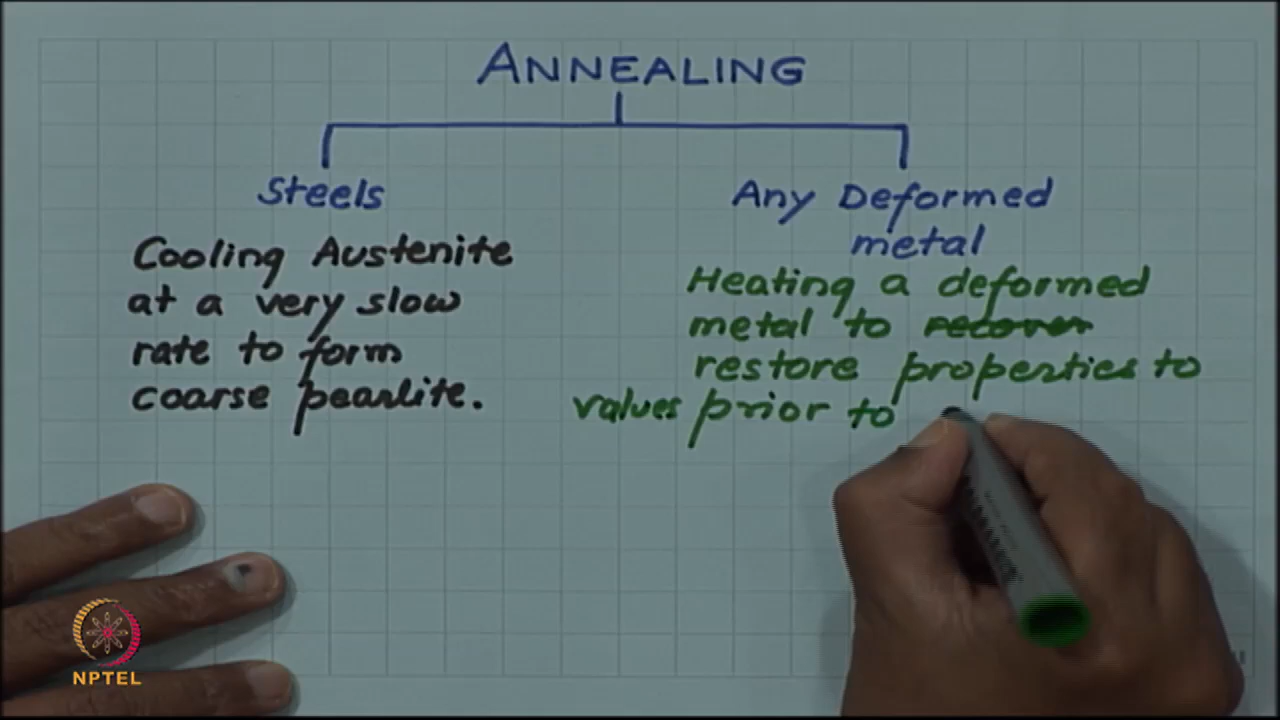 ANNEALING
Steels
Cooling Austenite
at a very slow
rate to form
coarse pearlite.
Any Deformed
metal
Heating a deformed
metal to recover
restore properties to
values prior to
NPTEL